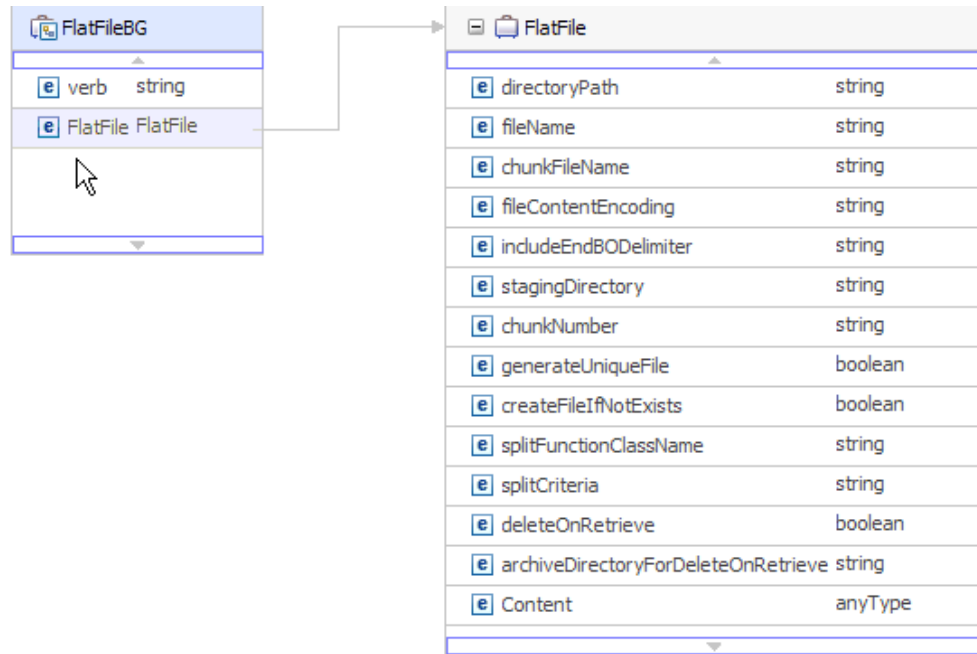 FlatFileBG
verb string
FlatFile FlatFile
FlatFile
directoryPath string
fileName string
chunkFileName string
fileContentEncoding string
includeEndBODelimiter string
stagingDirectory string
chunkNumber string
generateUniqueFile boolean
createFileIfNotExists boolean
splitFunctionClassName string
splitCriteria string
deleteOnRetrieve boolean
archiveDirectoryForDeleteOnRetrieve string
Content anyType